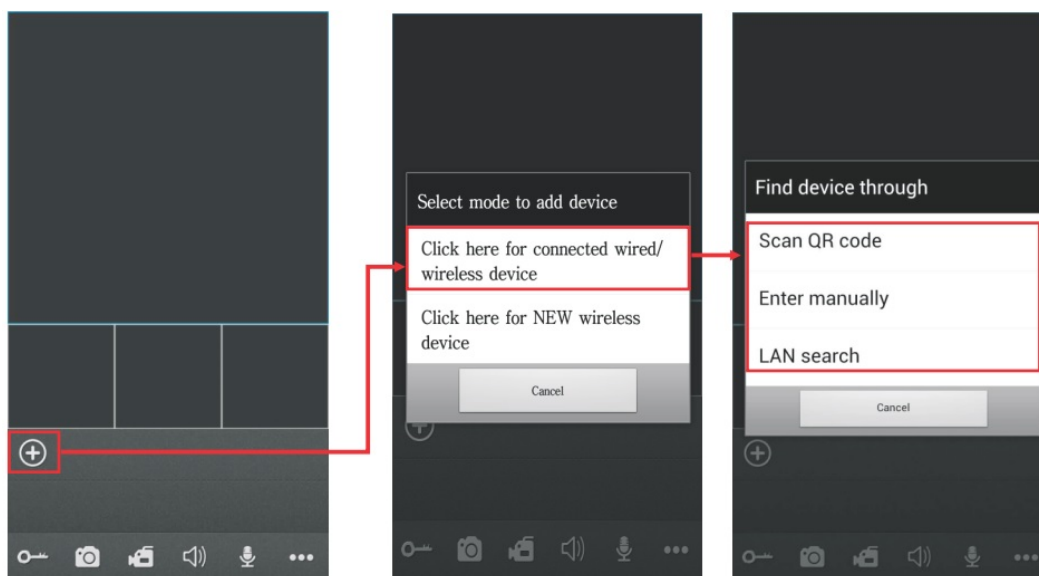 Select mode to add device
Click here for connected wired/
wireless device
Click here for NEW wireless
device
Cancel
Find device through
Scan QR code
Enter manually
LAN search
Cancel